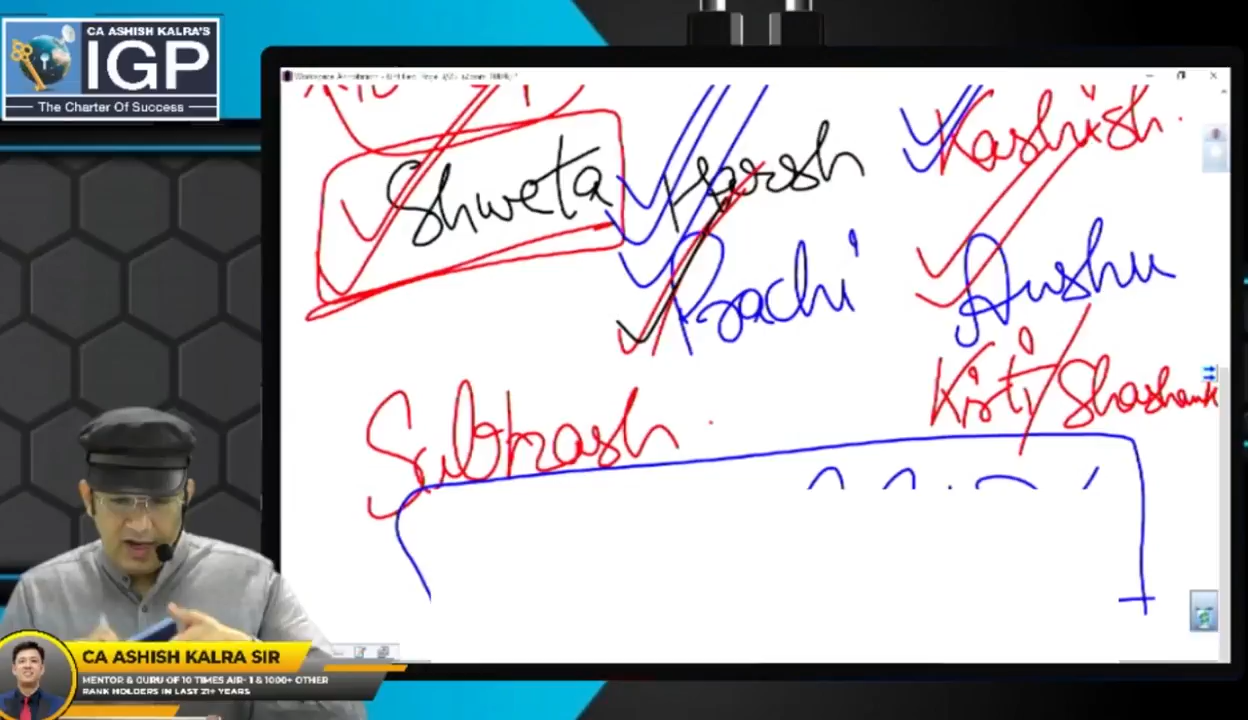 CA ASHISH KALRA'S
IGP
The Charter Of Success
Kashish.
Shweta
Harsh
Prachi
Anshu
Subhash
Kirti/Shashank
CA ASHISH KALRA SIR
MENTOR & GURU OF 10 TIMES AIR-1 & 1000+ OTHER
RANK HOLDERS IN LAST 21+ YEARS